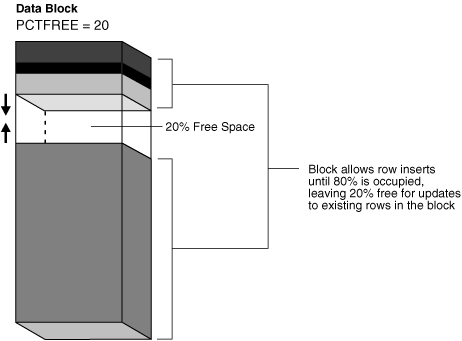 Data Block
PCTFREE = 20
20% Free Space
Block allows row inserts
until 80% is occupied,
leaving 20% free for updates
to existing rows in the block